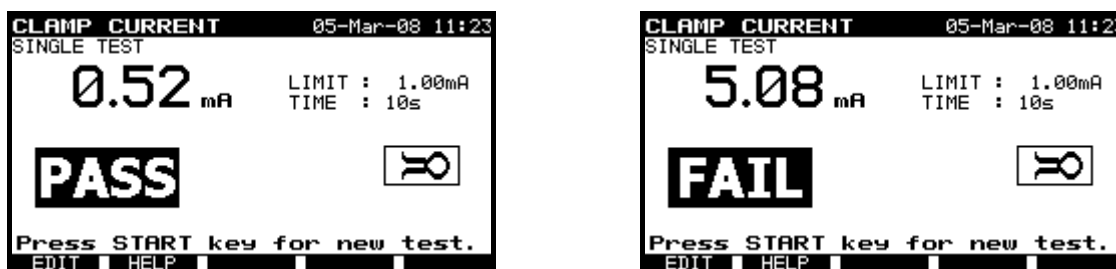 CLAMP CURRENT 05-Mar-08 11:23
SINGLE TEST
0.52 mA
LIMIT : 1.00mA
TIME : 10s
PASS
Press START key for new test.
EDIT HELP
CLAMP CURRENT 05-Mar-08 11:2
SINGLE TEST
5.08 mA
LIMIT : 1.00mA
TIME : 10s
FAIL
Press START key for new test.
EDIT HELP